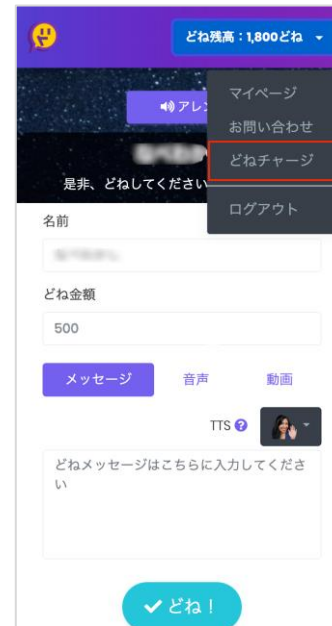 どね残高：1,800どね
マイページ
アレン
お問い合わせ
どねチャージ
是非、どねしてください
ログアウト
名前
どね金額
500
メッセージ 音声 動画
TTS
どねメッセージはこちらに入力してくださ
い
どね！